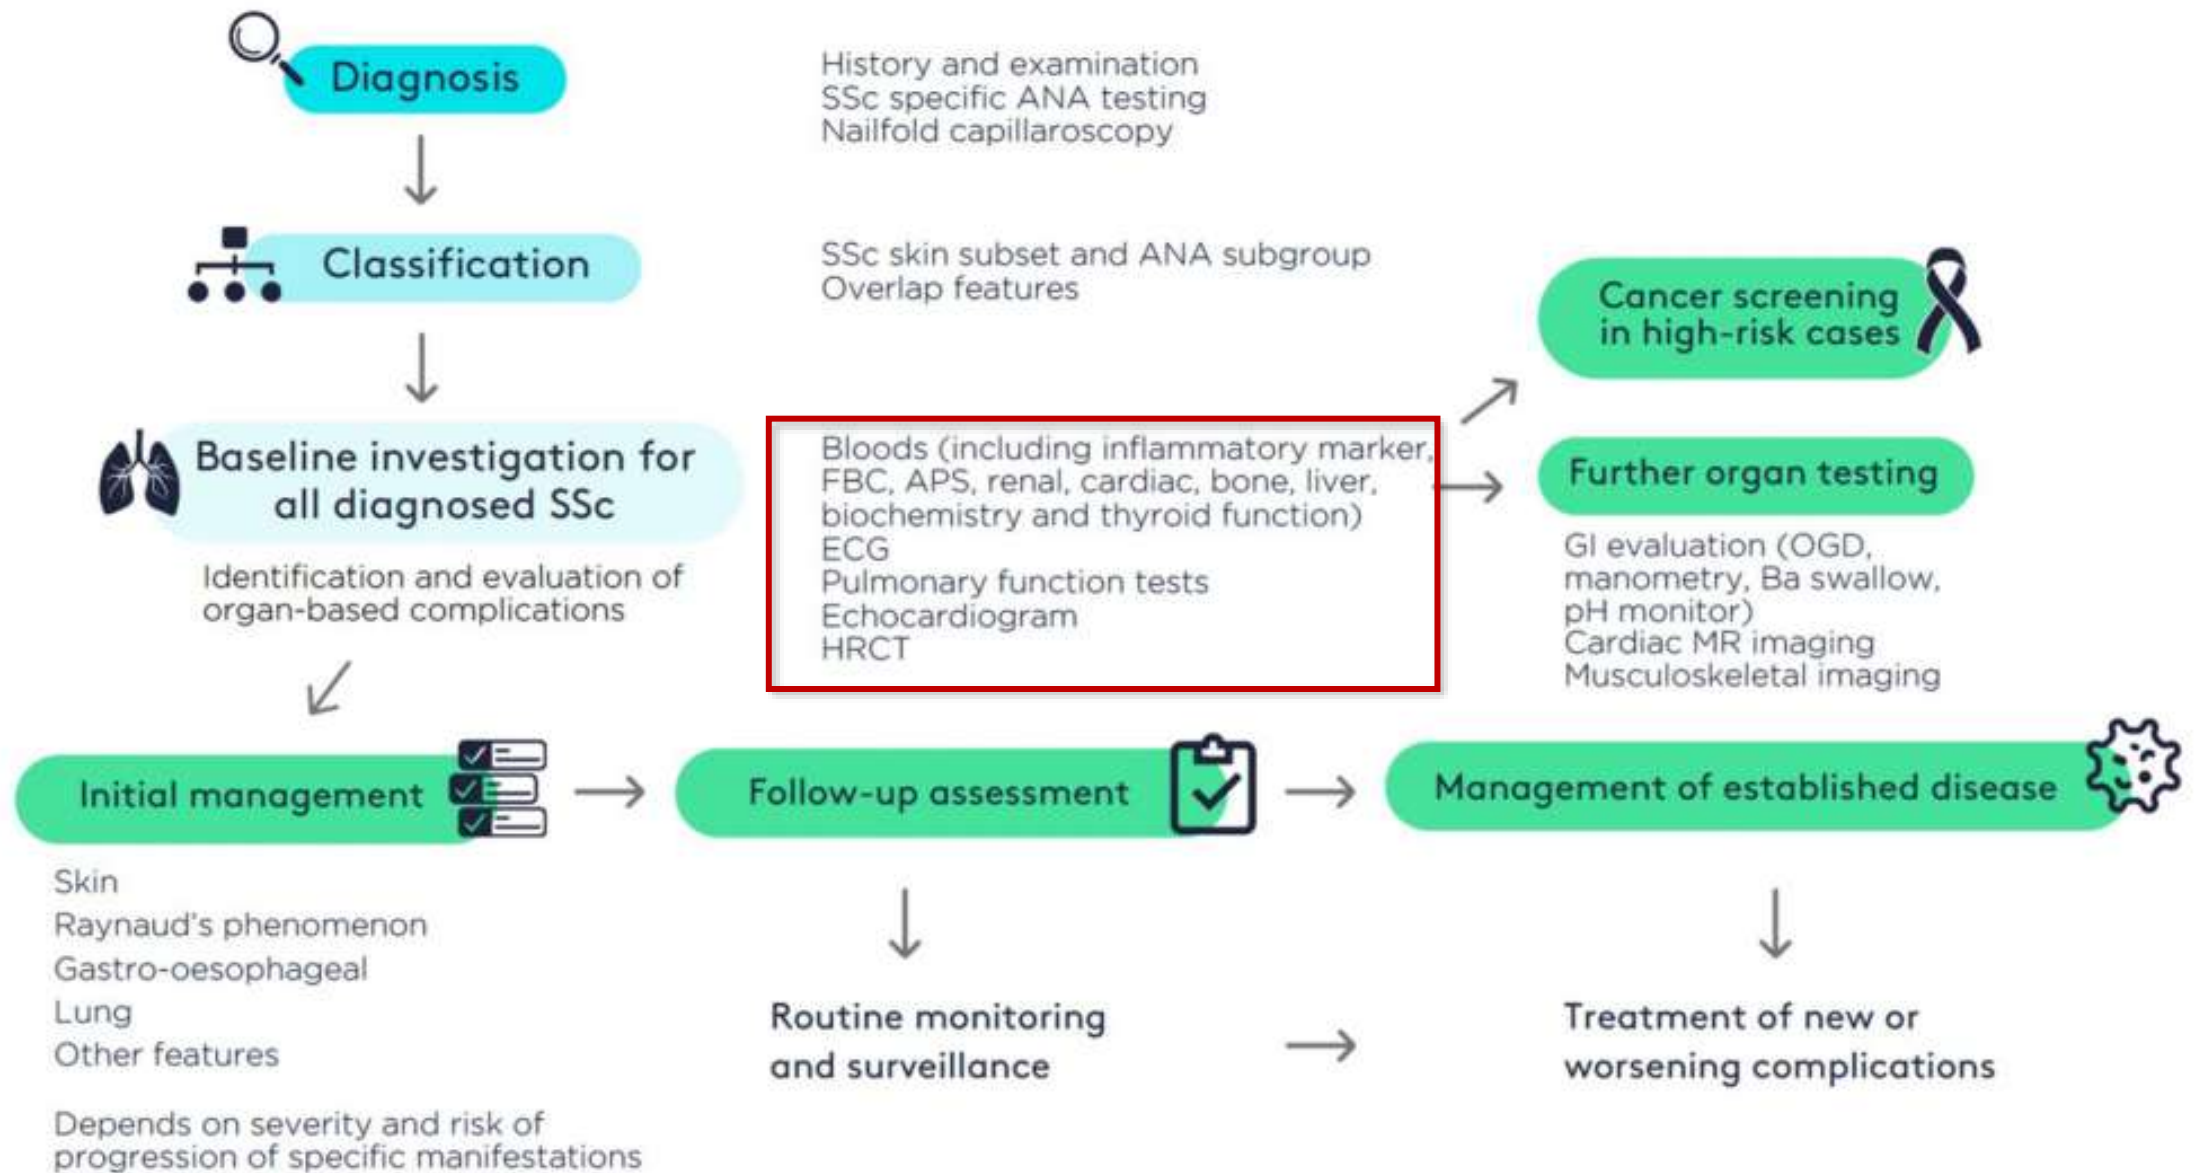 Diagnosis
History and examination
SSc specific ANA testing
Nailfold capillaroscopy
Classification
SSc skin subset and ANA subgroup
Overlap features
Cancer screening
in high-risk cases
Baseline investigation for
all diagnosed SSc
Identification and evaluation of
organ-based complications
Bloods (including inflammatory marker,
FBC, APS, renal, cardiac, bone, liver,
biochemistry and thyroid function)
ECG
Pulmonary function tests
Echocardiogram
HRCT
Further organ testing
GI evaluation (OGD,
manometry, Ba swallow,
pH monitor)
Cardiac MR imaging
Musculoskeletal imaging
Initial management
Skin
Raynaud's phenomenon
Gastro-oesophageal
Lung
Other features
Depends on severity and risk of
progression of specific manifestations
Follow-up assessment
Routine monitoring
and surveillance
Management of established disease
Treatment of new or
worsening complications